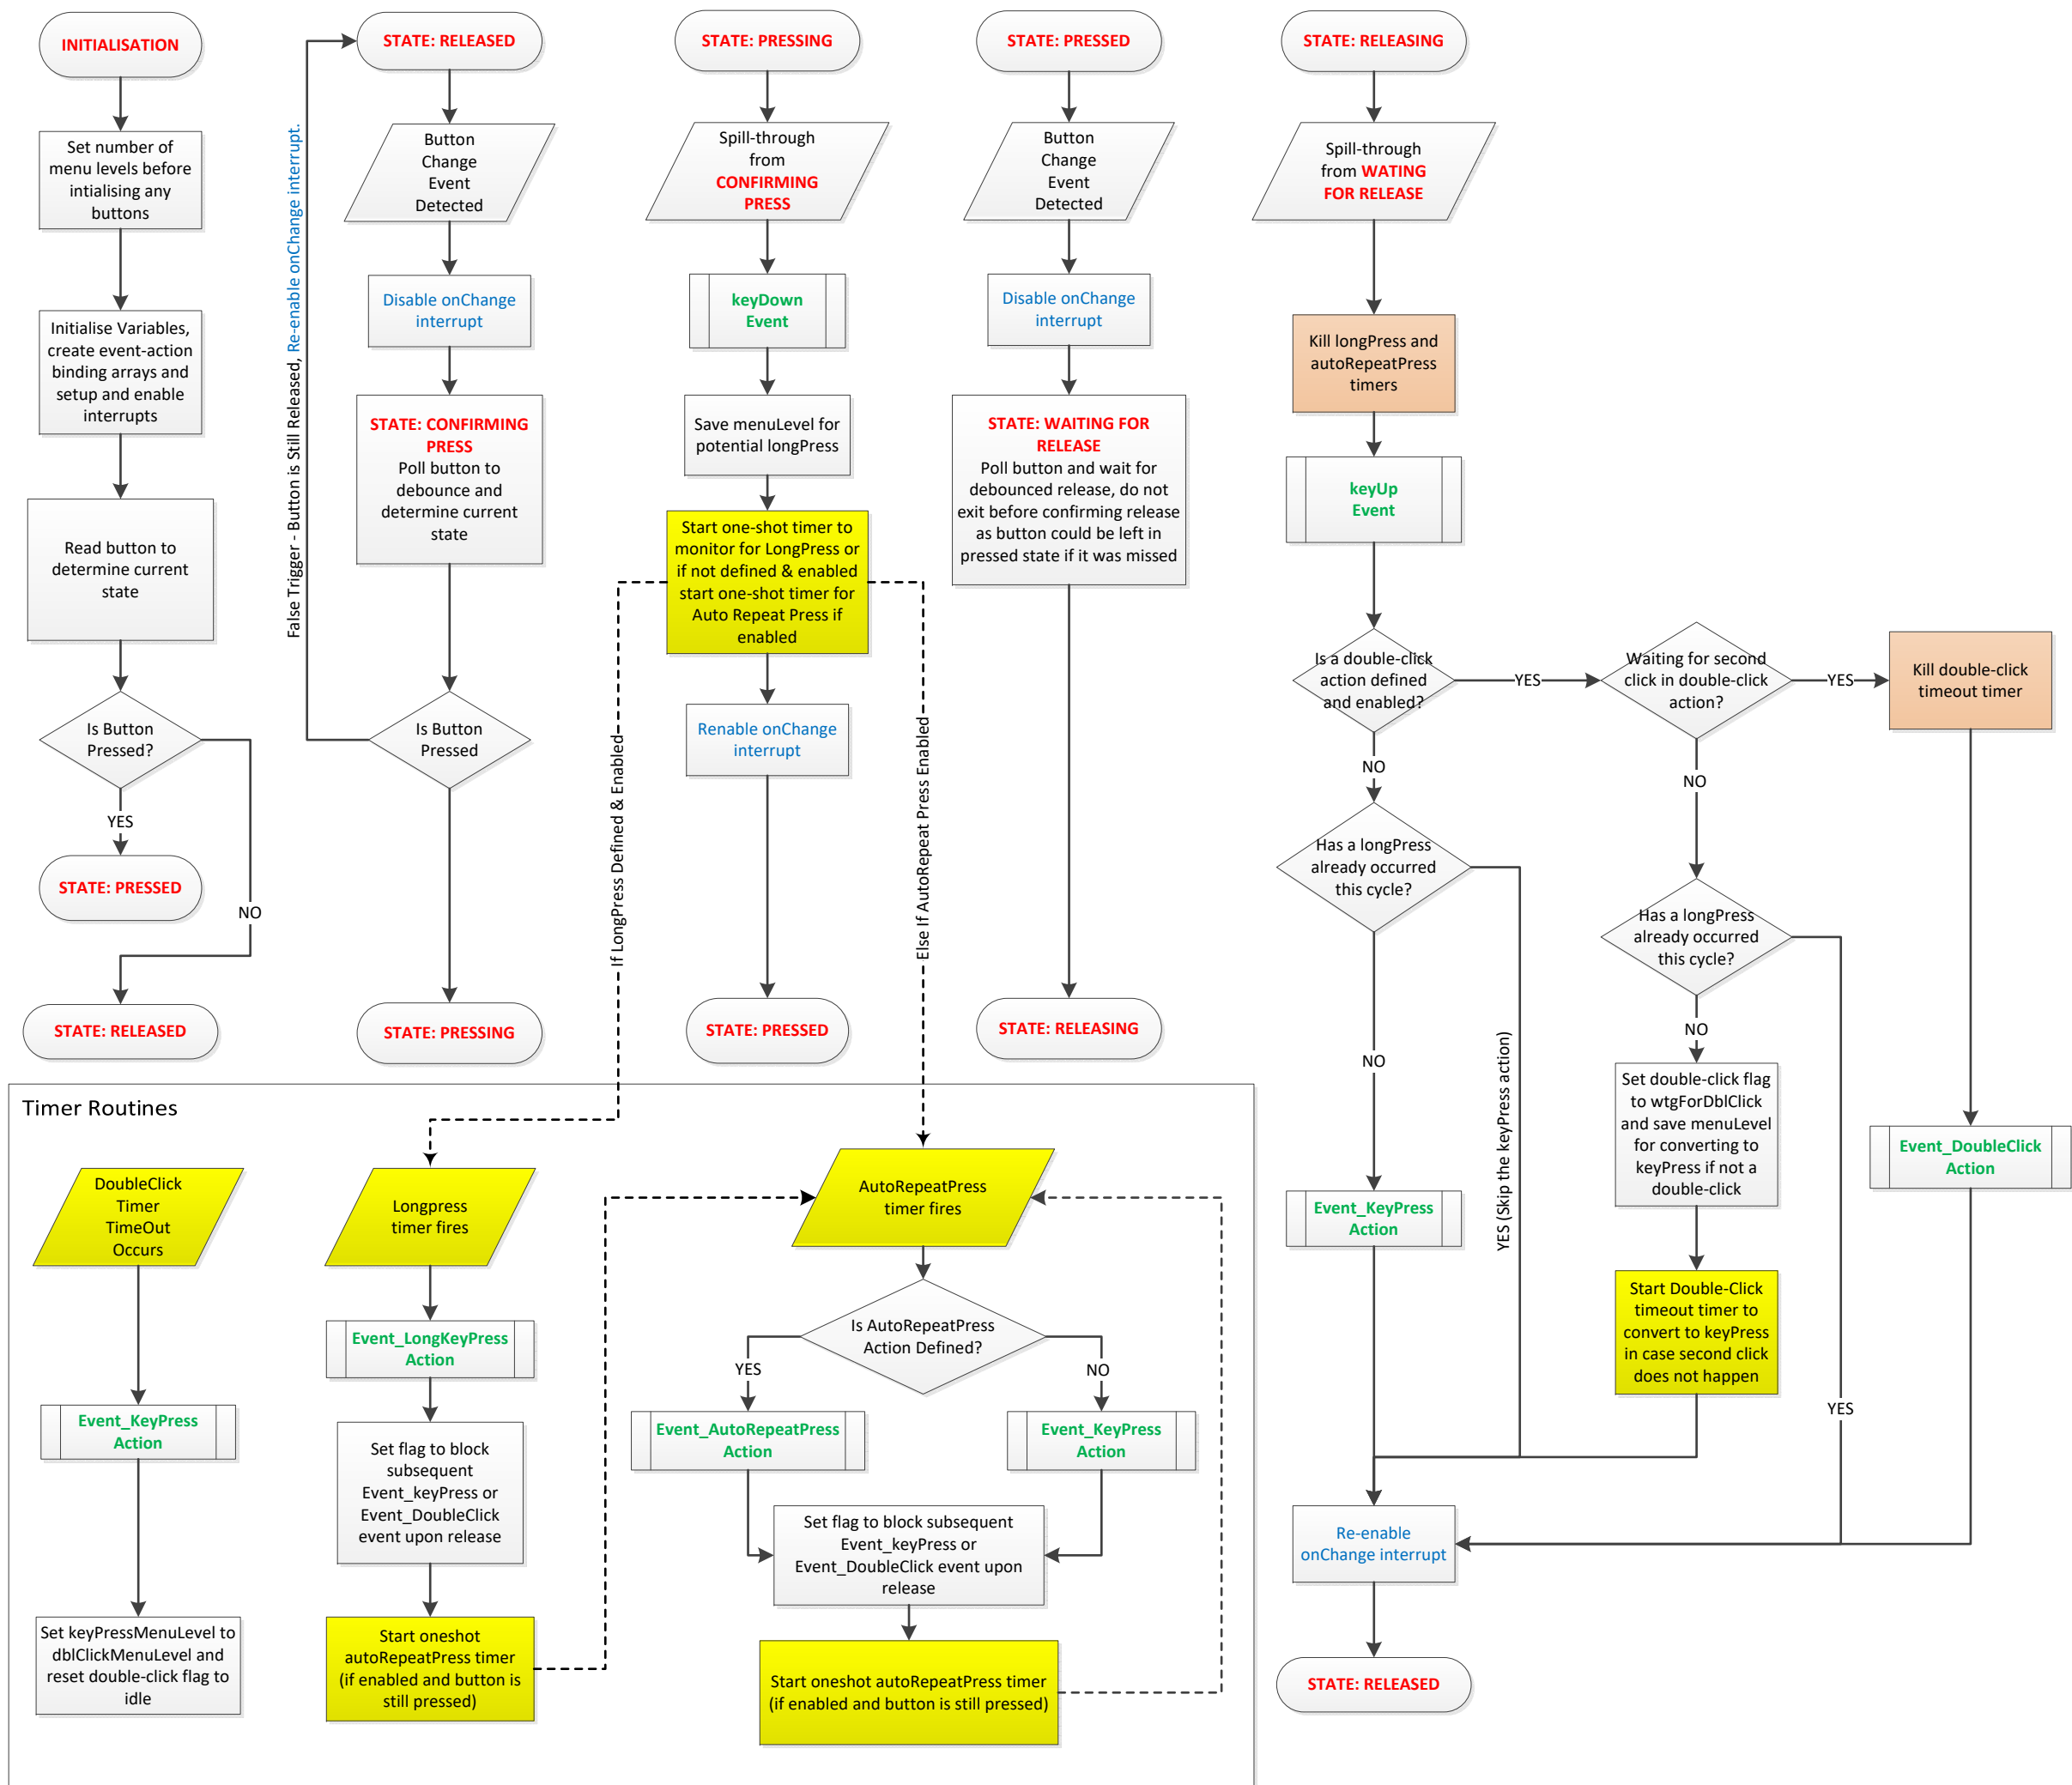 INITIALISATION
Set number of
menu levels before
intialising any
buttons
Initialise Variables,
create event-action
binding arrays and
setup and enable
interrupts
Read button to
determine current
state
Is Button
Pressed?
YES
STATE: PRESSED
NO
STATE: RELEASED
False Trigger - Button is Still Released, Re-enable onChange interrupt.
STATE: RELEASED
Button
Change
Event
Detected
Disable onChange
interrupt
STATE: CONFIRMING
PRESS
Poll button to
debounce and
determine current
state
Is Button
Pressed
STATE: PRESSING
STATE: PRESSING
Spill-through
from
CONFIRMING
PRESS
keyDown
Event
Save menuLevel for
potential longPress
Start one-shot timer to
monitor for LongPress or
if not defined & enabled
start one-shot timer for
Auto Repeat Press if
enabled
If LongPress Defined & Enabled
Else If AutoRepeat Press Enabled
Renable onChange
interrupt
STATE: PRESSED
STATE: PRESSED
Button
Change
Event
Detected
Disable onChange
interrupt
STATE: WAITING FOR
RELEASE
Poll button and wait for
debounced release, do not
exit before confirming release
as button could be left in
pressed state if it was missed
STATE: RELEASING
STATE: RELEASING
Spill-through
from WATING
FOR RELEASE
Kill longPress and
autoRepeatPress
timers
keyUp
Event
Is a double-click
action defined
and enabled?
YES
Waiting for second
click in double-click
action?
YES
Kill double-click
timeout timer
NO
NO
Has a longPress
already occurred
this cycle?
Has a longPress
already occurred
this cycle?
NO
NO
YES (Skip the keyPress action)
Set double-click flag
to wtgForDblClick
and save menuLevel
for converting to
keyPress if not a
double-click
Event_DoubleClick
Action
Event_KeyPress
Action
Start Double-Click
timeout timer to
convert to keyPress
in case second click
does not happen
YES
Re-enable
onChange interrupt
STATE: RELEASED
Timer Routines
DoubleClick
Timer
TimeOut
Occurs
Event_KeyPress
Action
Set keyPressMenuLevel to
dblClickMenuLevel and
reset double-click flag to
idle
Longpress
timer fires
Event_LongKeyPress
Action
Set flag to block
subsequent
Event_keyPress or
Event_DoubleClick
event upon release
Start oneshot
autoRepeatPress timer
(if enabled and button is
still pressed)
AutoRepeatPress
timer fires
Is AutoRepeatPress
Action Defined?
YES
NO
Event_AutoRepeatPress
Action
Event_KeyPress
Action
Set flag to block subsequent
Event_keyPress or
Event_DoubleClick event upon
release
Start oneshot autoRepeatPress timer
(if enabled and button is still pressed)